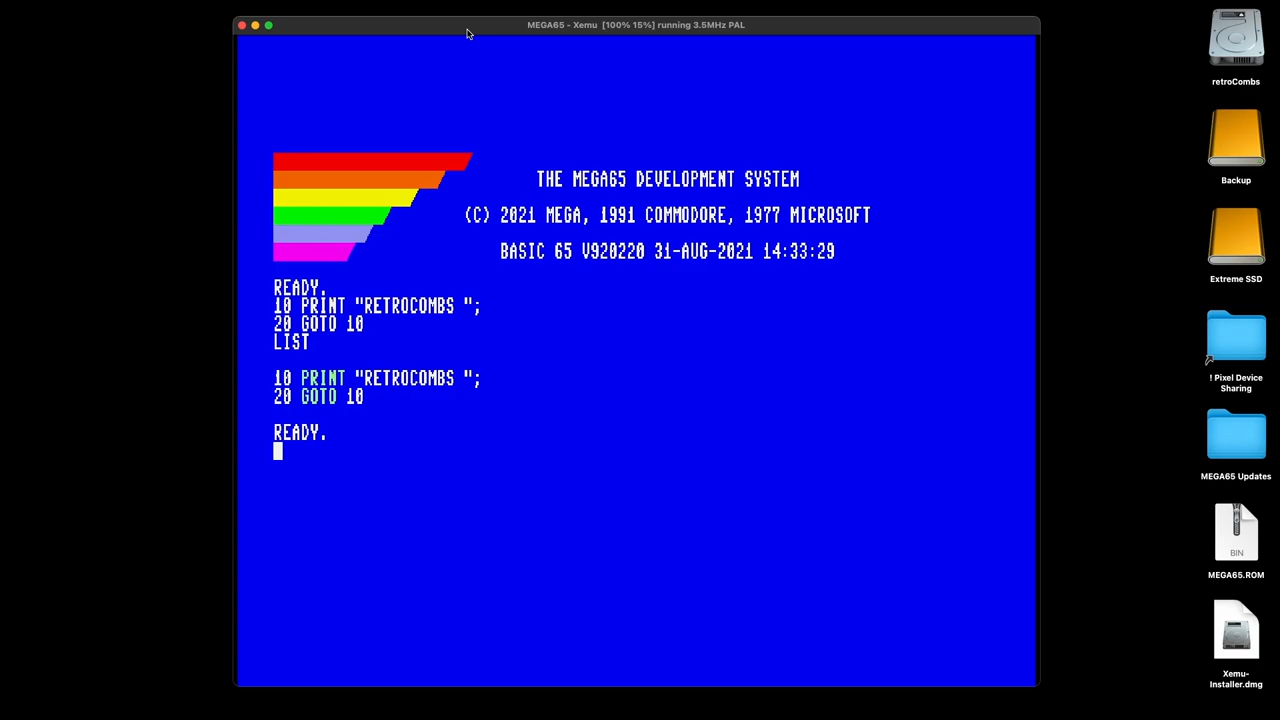 MEGA65 - Xemu [100% 15%] running 3.5MHz PAL
THE MEGA65 DEVELOPMENT SYSTEM
(C) 2021 MEGA, 1991 COMMODORE, 1977 MICROSOFT
BASIC 65 V920220 31-AUG-2021 14:33:29
READY.
10 PRINT "RETROCOMBS ";
20 GOTO 10
LIST
10 PRINT "RETROCOMBS ";
20 GOTO 10
READY.
retroCombs
Backup
Extreme SSD
! Pixel Device
Sharing
MEGA65 Updates
BIN
MEGA65.ROM
Xemu-
Installer.dmg